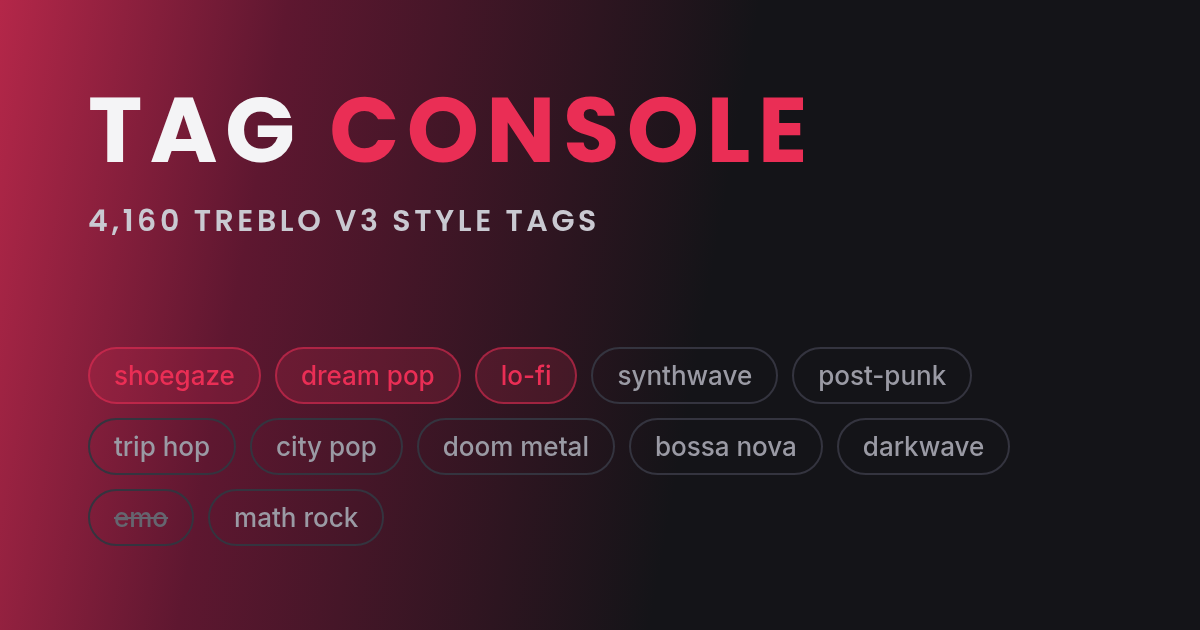 TAG CONSOLE
4,160 TREBLO V3 STYLE TAGS
shoegaze dream pop lo-fi synthwave post-punk
trip hop city pop doom metal bossa nova darkwave
emo math rock